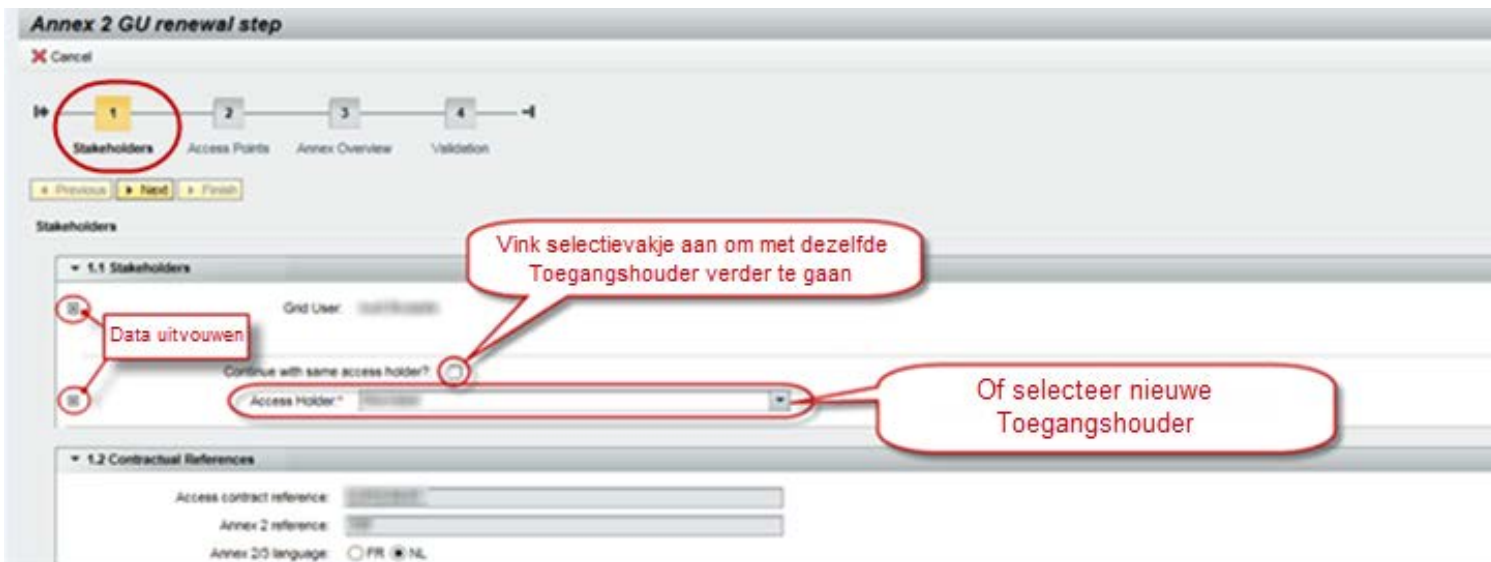 Annex 2 GU renewal step
Cancel
1 2 3 4
Stakeholders Access Points Annex Overview Validation
Previous Next Finish
Stakeholders
Vink selectievakje aan om met dezelfde
Toegangshouder verder te gaan
1.1 Stakeholders
Grid User:
Data uitvouwen
Continue with same access holder?
Access Holder:*
Of selecteer nieuwe
Toegangshouder
1.2 Contractual References
Access contract reference:
Annex 2 reference:
Annex 2/3 language: FR NL